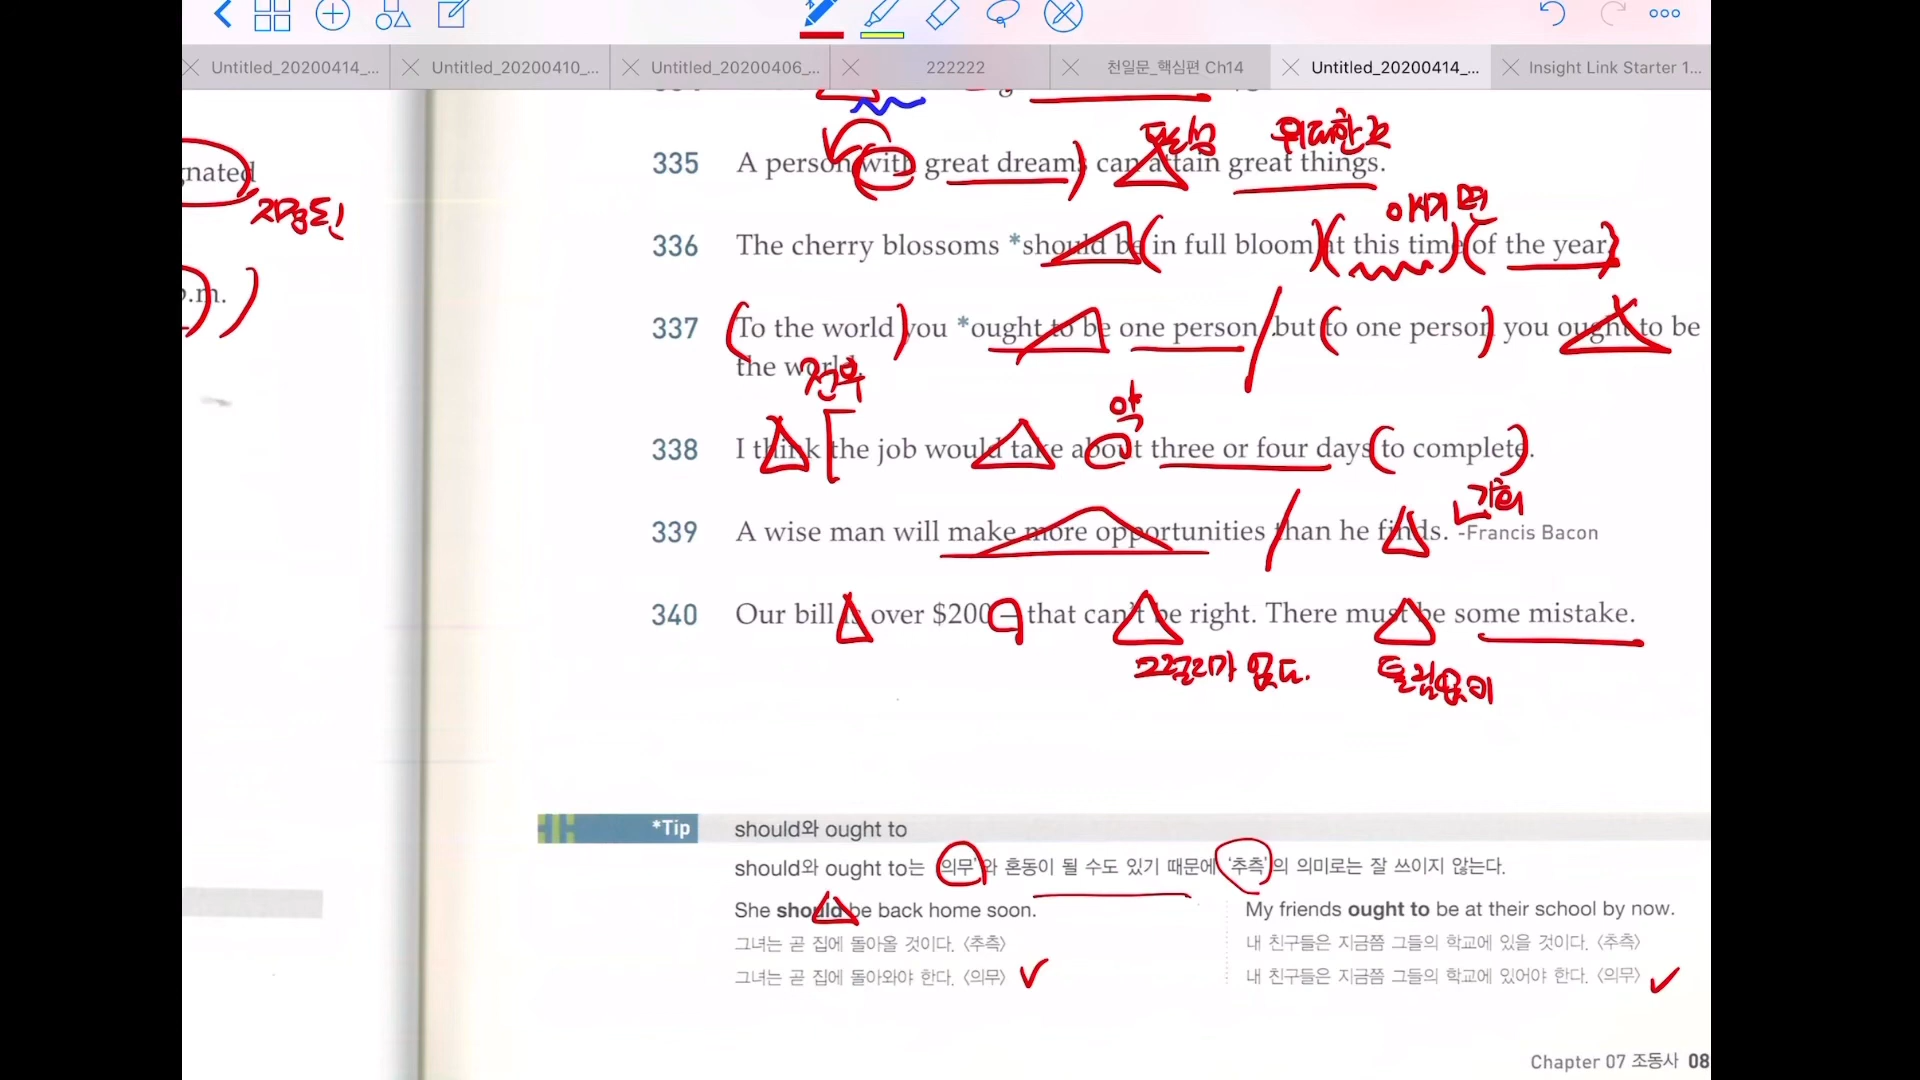 Untitled_20200414_...
Untitled_20200410_...
Untitled_20200406_...
222222
천일문_핵심편 Ch14
Untitled_20200414_...
Insight Link Starter 1...
gnated
지정된
p.m.
달성 위대한 것
335 A person with great dreams can attain great things.
이시기 면
336 The cherry blossoms *should be in full bloom at this time of the year.
337 To the world you *ought to be one person, but to one person you ought to be
the world.
약
338 I think the job would take about three or four days to complete.
기회
339 A wise man will make more opportunities than he finds. -Francis Bacon
340 Our bill is over $200 — that can't be right. There must be some mistake.
그럴리가 없다. 틀림없이
*Tip should와 ought to
should와 ought to는 '의무'와 혼동이 될 수도 있기 때문에 '추측'의 의미로는 잘 쓰이지 않는다.
She should be back home soon.
그녀는 곧 집에 돌아올 것이다. 〈추측〉
그녀는 곧 집에 돌아와야 한다. 〈의무〉
My friends ought to be at their school by now.
내 친구들은 지금쯤 그들의 학교에 있을 것이다. 〈추측〉
내 친구들은 지금쯤 그들의 학교에 있어야 한다. 〈의무〉
Chapter 07 조동사 08